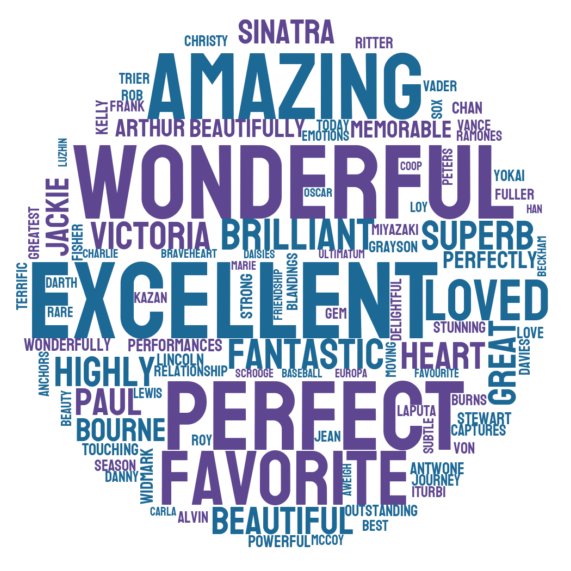 SINATRA
CHRISTY
RITTER
AMAZING
TRIER
ROB
VADER
KELLY
FRANK
SOX
CHAN
ARTHUR
BEAUTIFULLY
TODAY
EMOTIONS
MEMORABLE
VANCE
RAMONES
LUZHIN
WONDERFUL
COOP
PETERS
YOKAI
OSCAR
LOY
FULLER
HAN
JACKIE
GREATEST
FISHER
VICTORIA
BRILLIANT
MIYAZAKI
GRAYSON
SUPERB
CHARLIE
BRAVEHEART
DAISIES
ULTIMATUM
PERFECTLY
BECKHAM
TERRIFIC
DARTH
RARE
EXCELLENT
KAZAN
MARIE
STRONG
FRIENDSHIP
BLANDINGS
GEM
DELIGHTFUL
LOVED
STUNNING
LOVE
WONDERFULLY
PERFORMANCES
FANTASTIC
MOVING
HEART
GREAT
DAVIES
ANCHORS
HIGHLY
LINCOLN
RELATIONSHIP
SCROOGE
BASEBALL
EUROPA
FAVOURITE
BEAUTY
PAUL
LEWIS
PERFECT
LAPUTA
SUBTLE
BURNS
STEWART
CAPTURES
BOURNE
ROY
JEAN
VON
TOUCHING
SEASON
DANNY
WIDMARK
FAVORITE
AWEIGH
ANTWONE
JOURNEY
ITURBI
CARLA
ALVIN
BEAUTIFUL
OUTSTANDING
BEST
POWERFUL
MCCOY